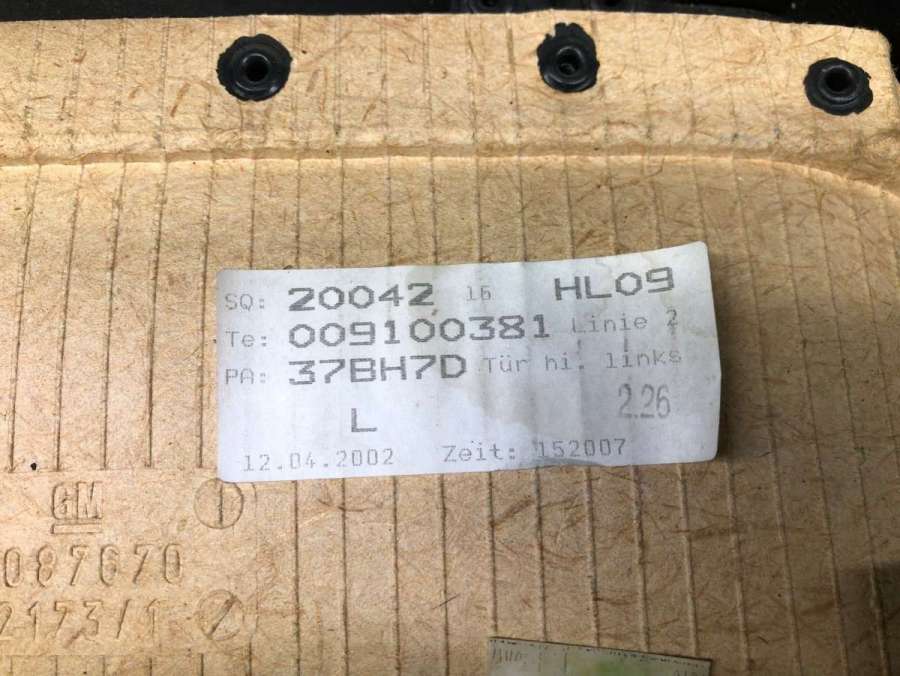 SQ: 20042 16 HL09
Te: 009100381 Linie 2
PA: 37BH7D Tür hi. links
L 2.26
12.04.2002 Zeit: 152007
GM
087670
2173/1